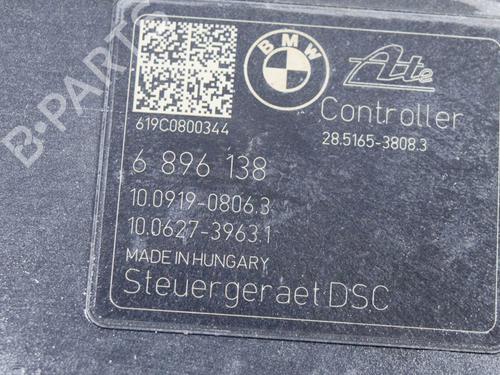 BMW
Ate
Controller
619C0800344
28.5165-3808.3
6 896 138
10.0919-0806.3
10.0627-3963.1
MADE IN HUNGARY
Steuergeraet DSC
B-PARTS